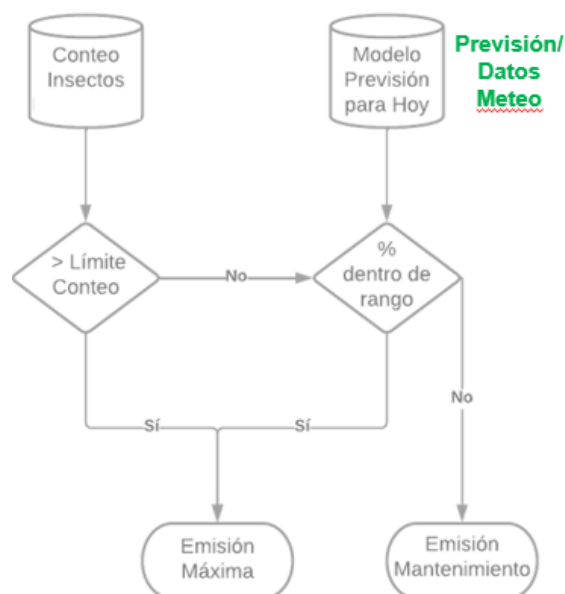 Conteo
Insectos
Modelo
Previsión
para Hoy
Previsión/
Datos
Meteo
> Límite
Conteo
No
%
dentro de
rango
No
Sí
Sí
Emisión
Máxima
Emisión
Mantenimiento